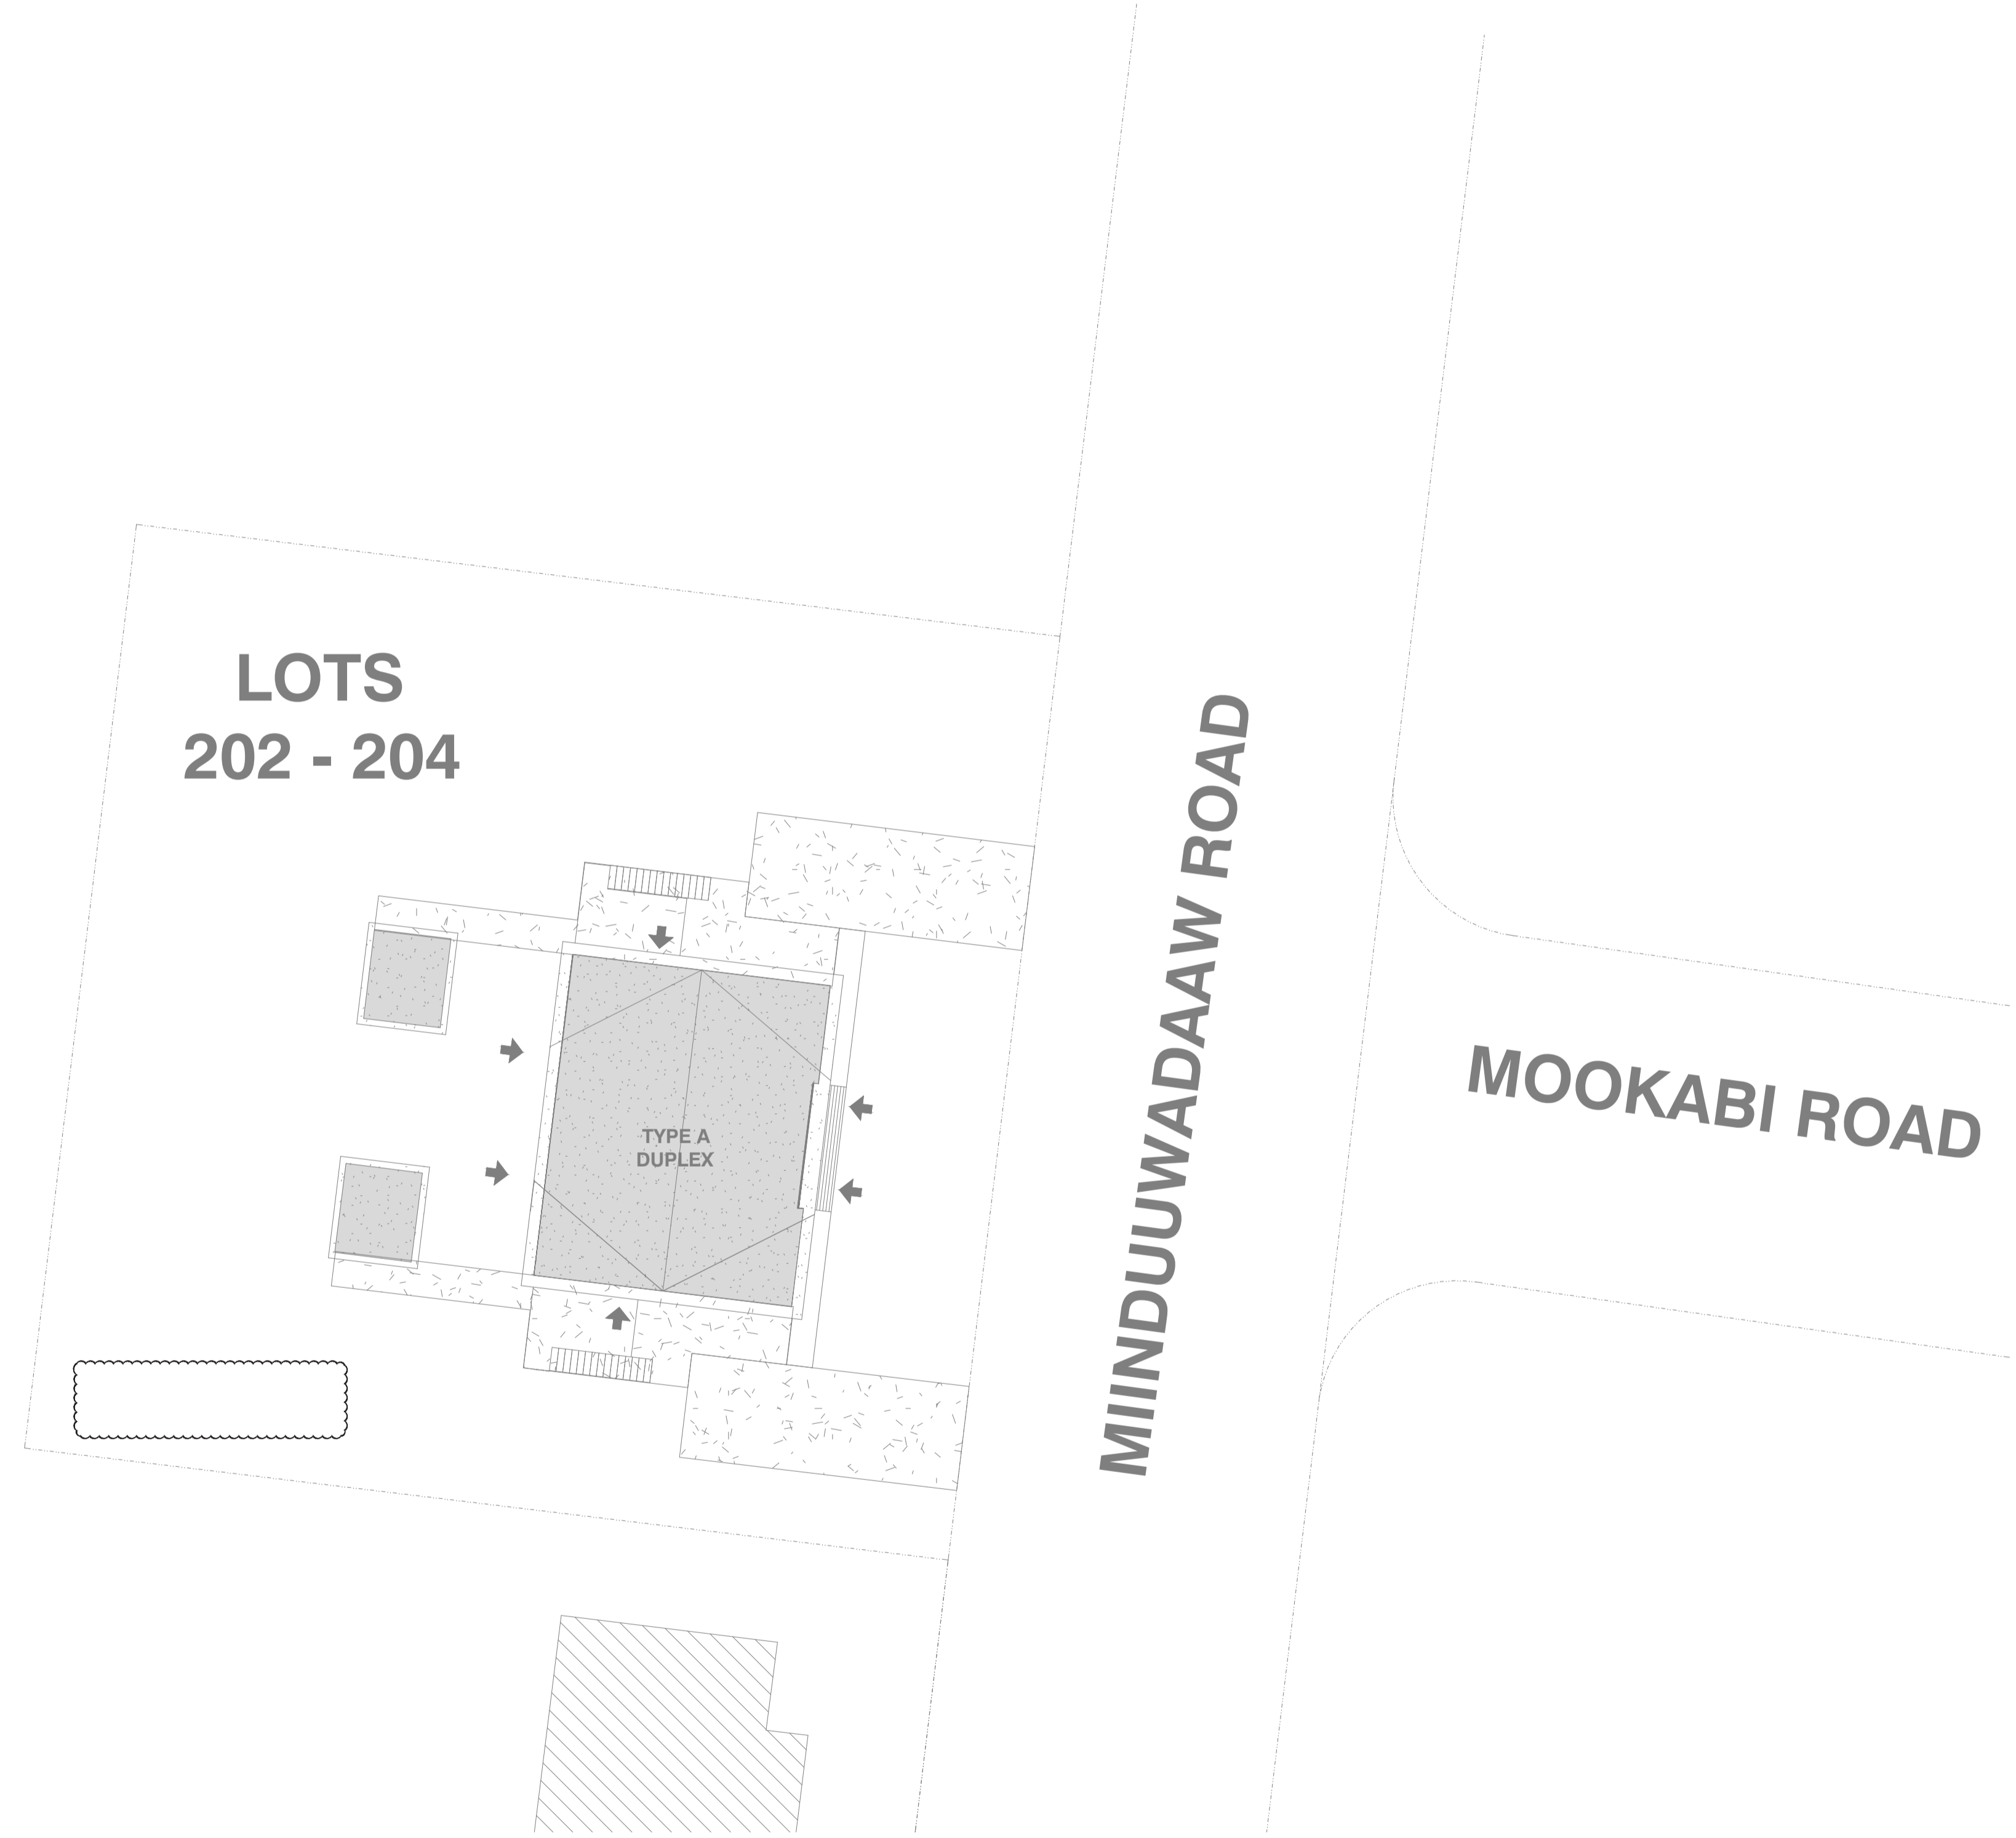 LOTS
202 - 204
MIINDUUWADAAW ROAD
MOOKABI ROAD
TYPE A
DUPLEX